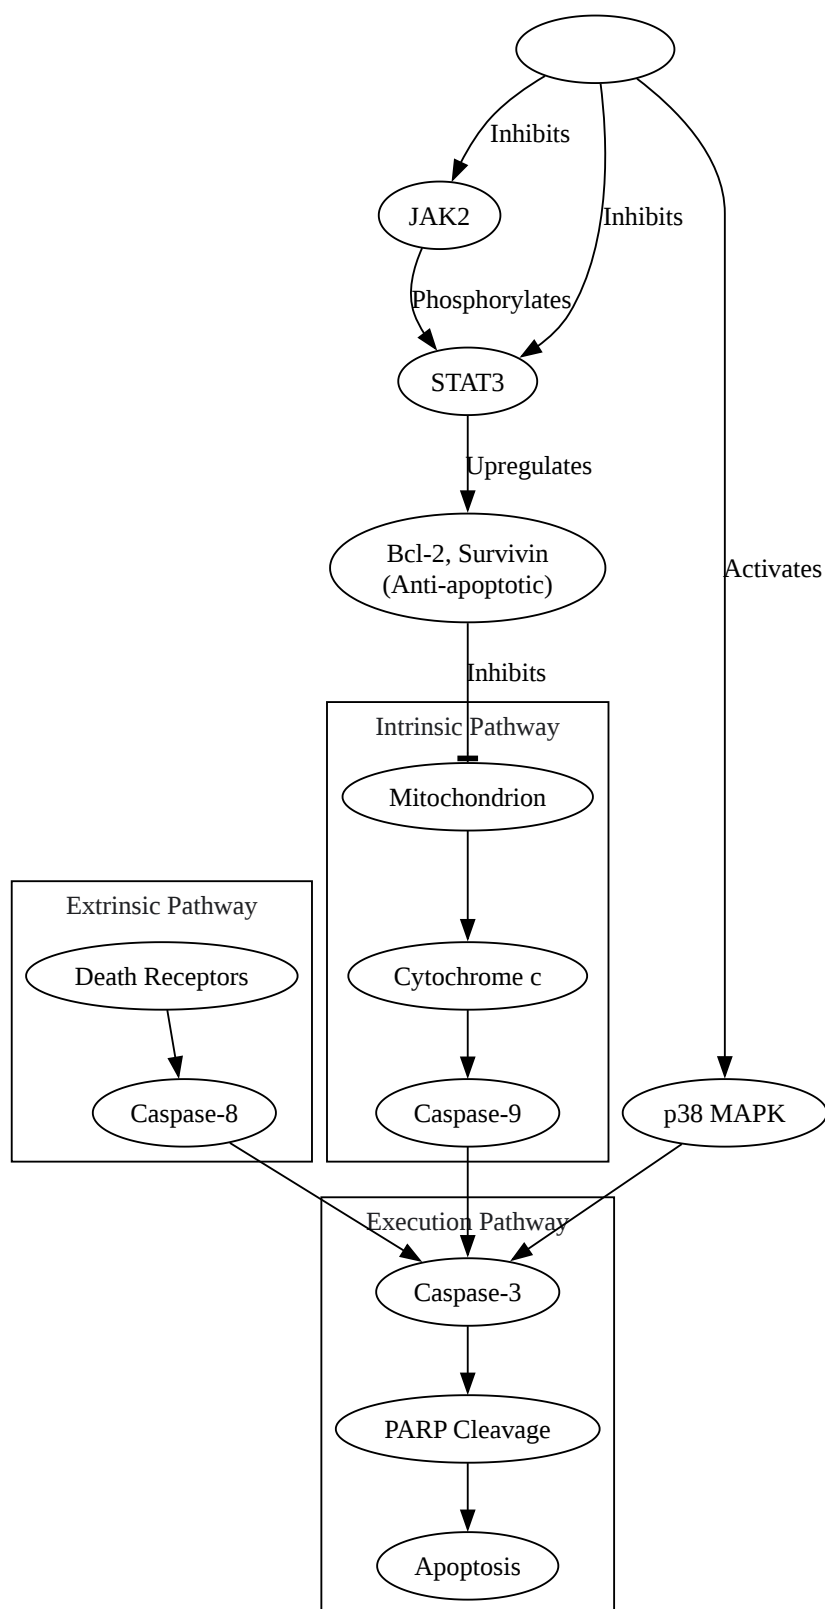 Inhibits
JAK2
Inhibits
Phosphorylates
STAT3
Upregulates
Bcl-2, Survivin
(Anti-apoptotic)
Activates
Inhibits
Intrinsic Pathway
Mitochondrion
Extrinsic Pathway
Death Receptors
Cytochrome c
Caspase-8
Caspase-9
p38 MAPK
Execution Pathway
Caspase-3
PARP Cleavage
Apoptosis